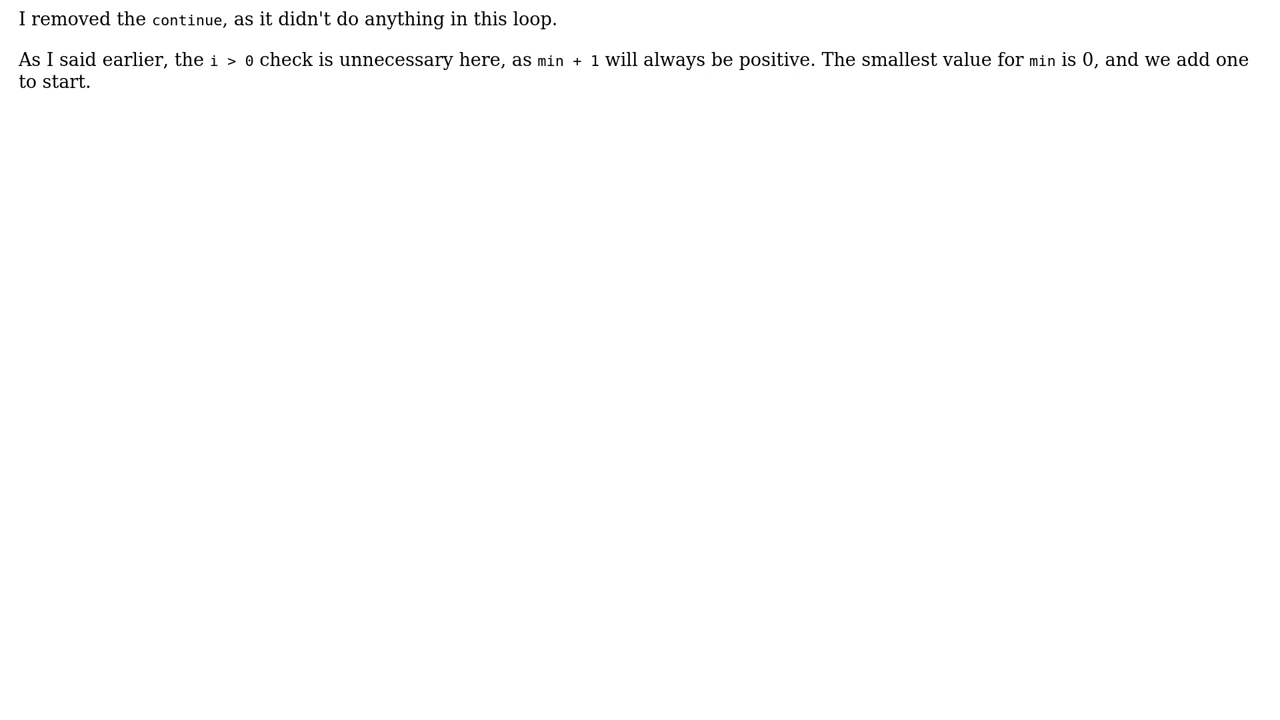 I removed the continue, as it didn't do anything in this loop.
As I said earlier, the i > 0 check is unnecessary here, as min + 1 will always be positive. The smallest value for min is 0, and we add one
to start.